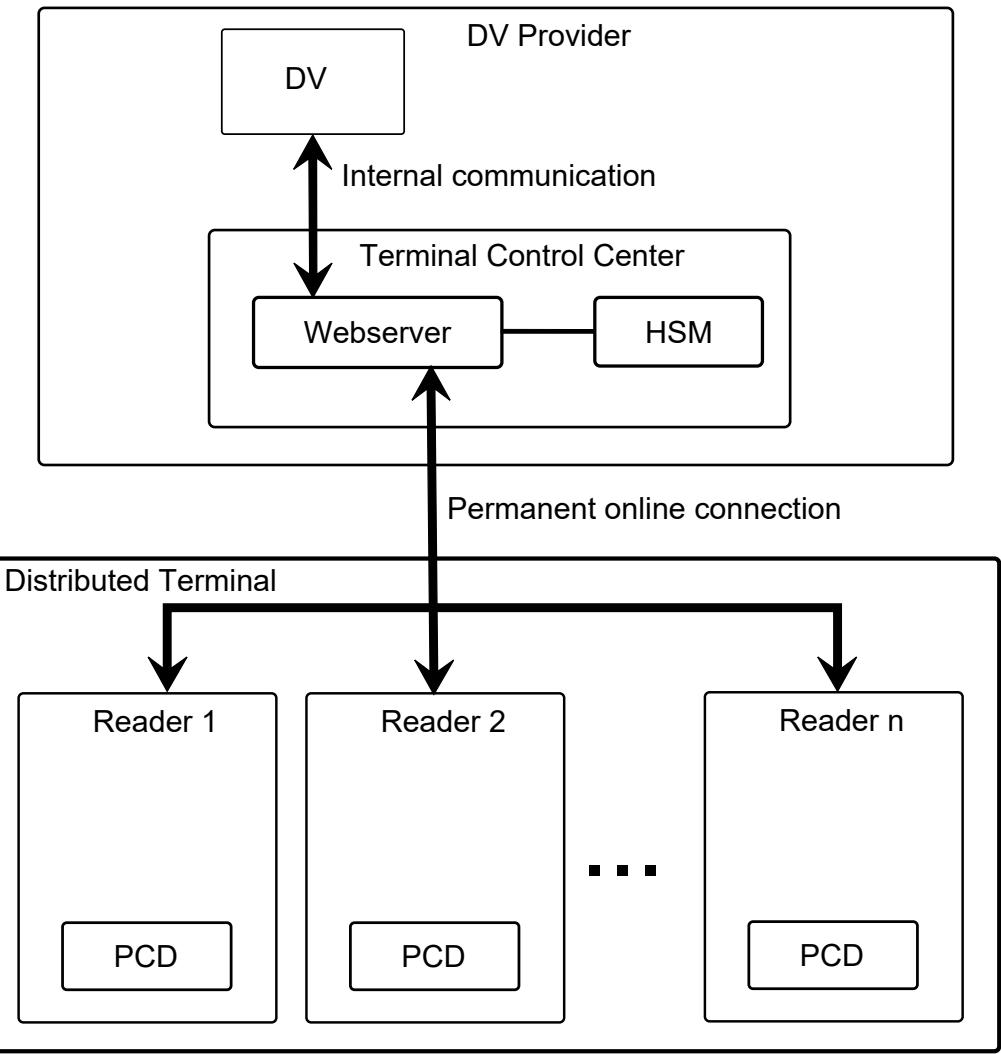 DV Provider
DV
Internal communication
Terminal Control Center
Webserver
HSM
Permanent online connection
Distributed Terminal
Reader 1
Reader 2
Reader n
...
PCD
PCD
PCD